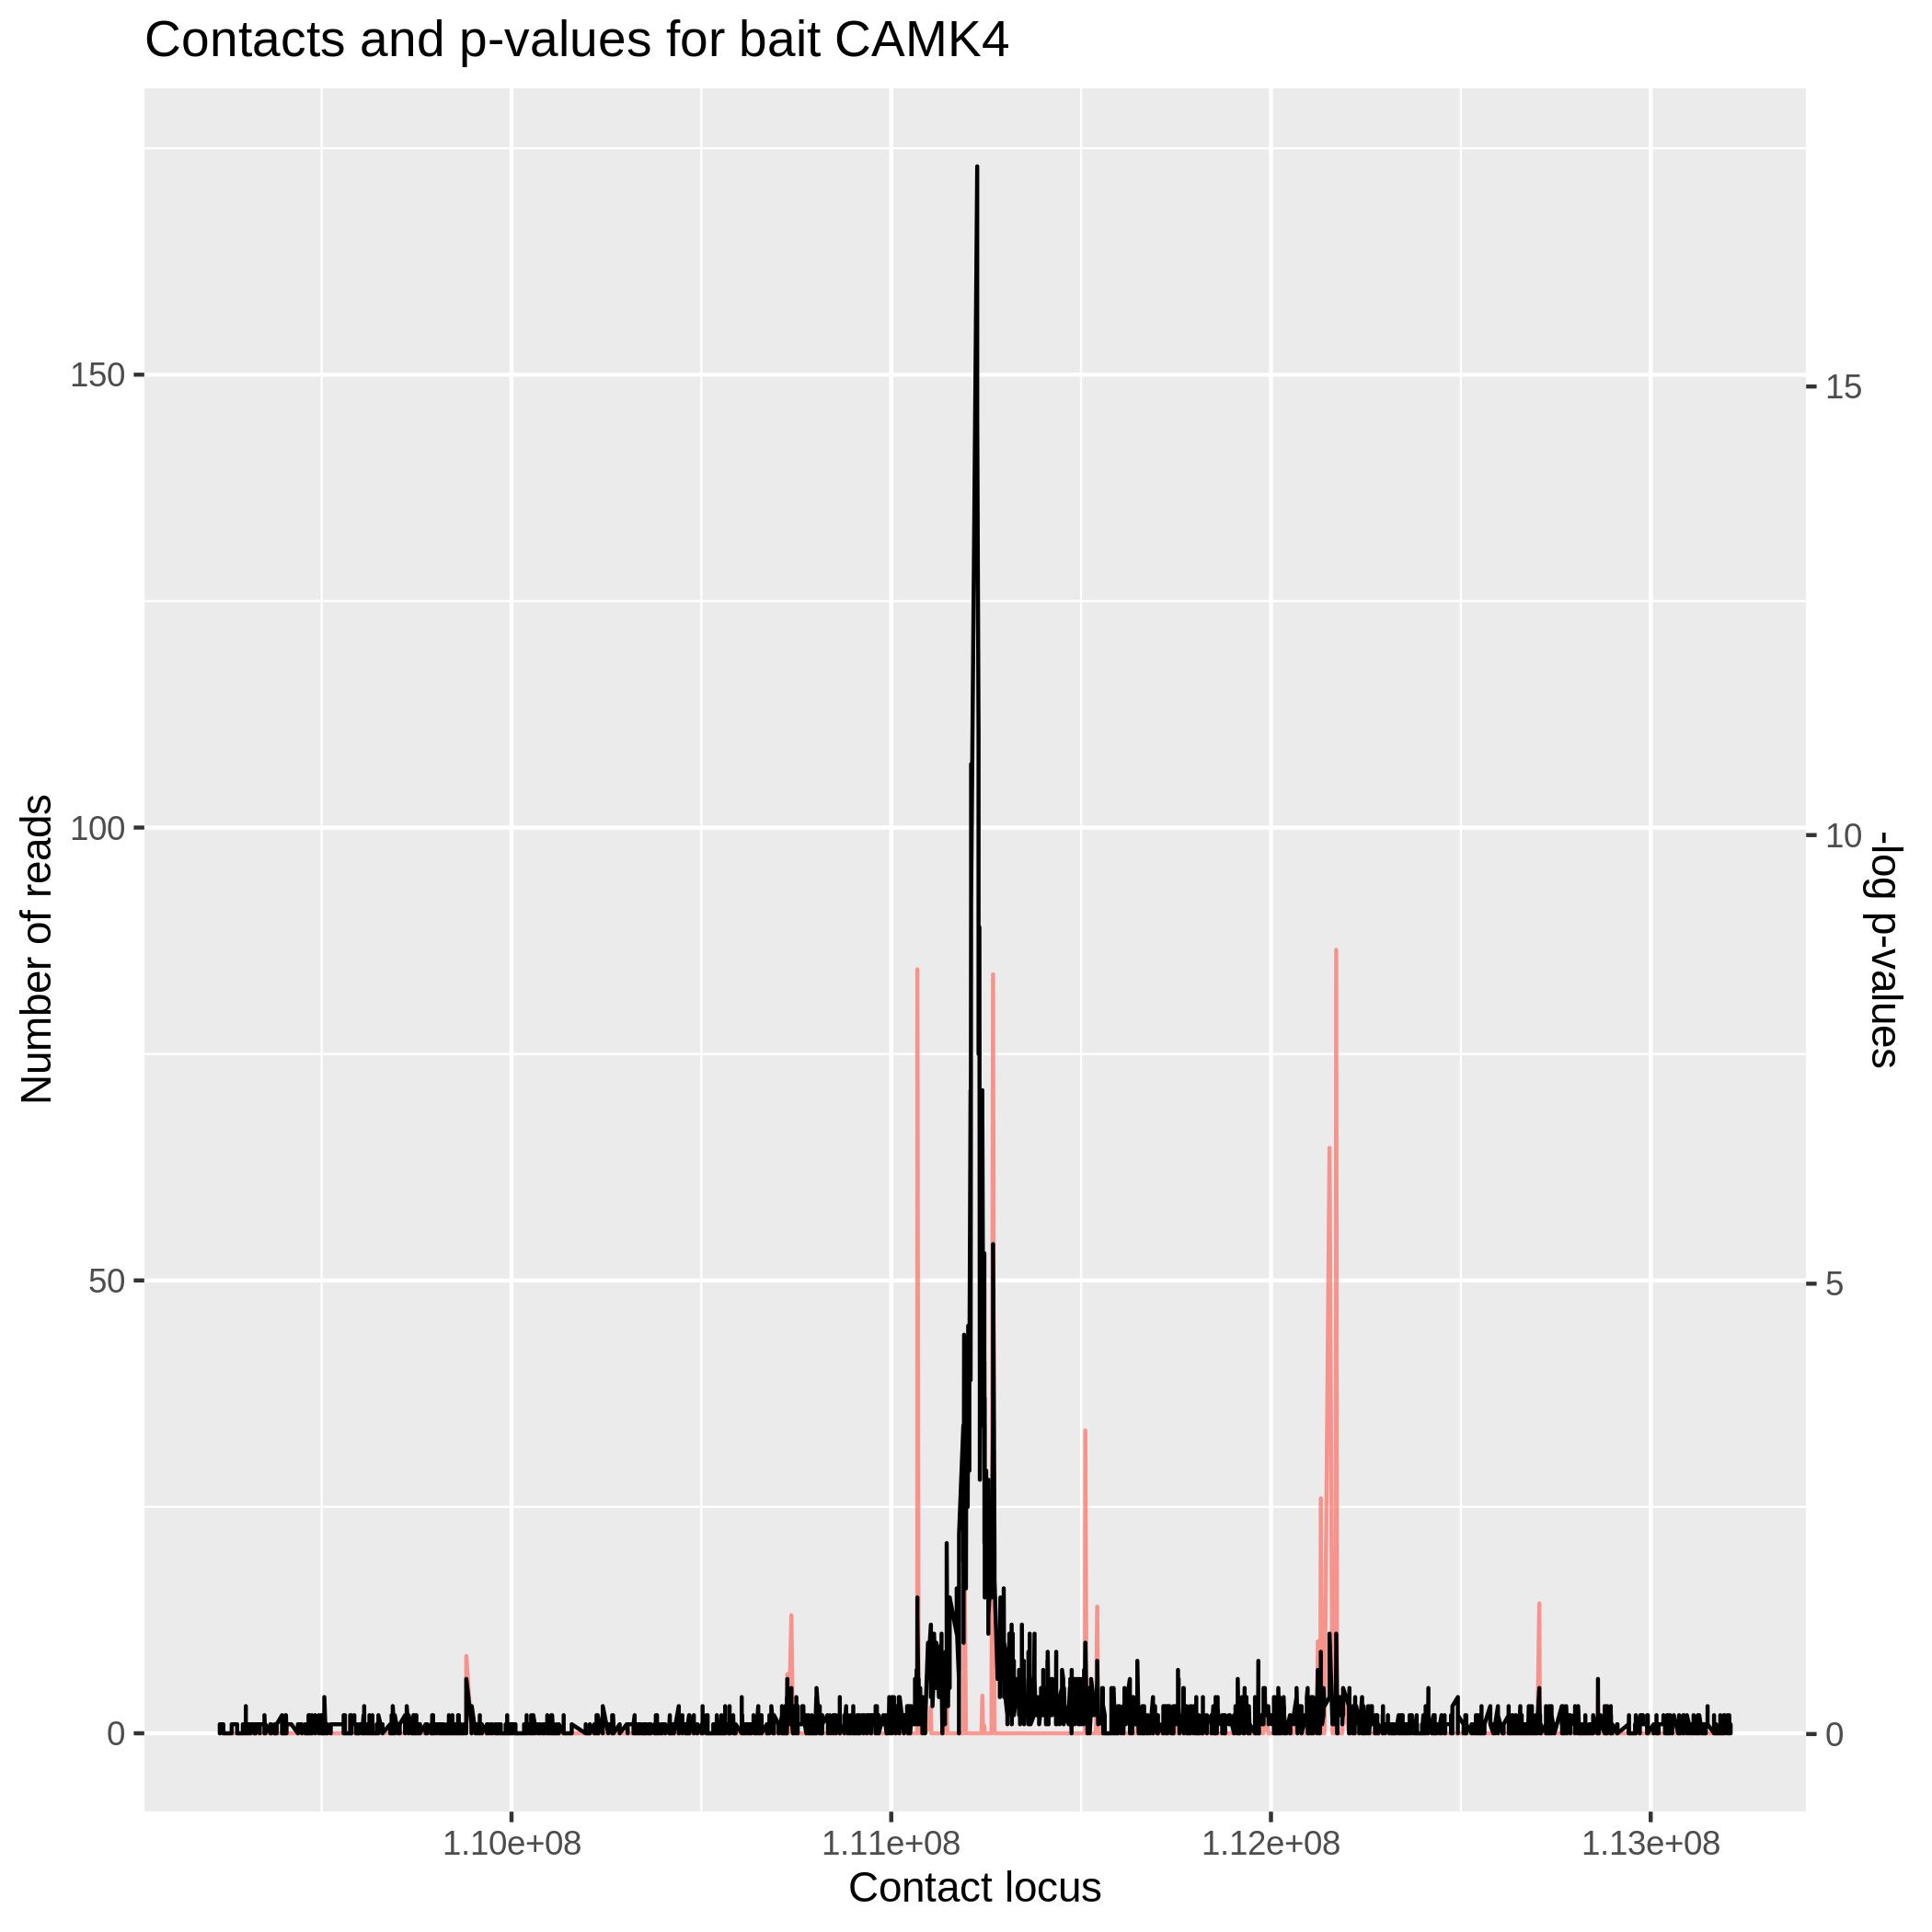 Contacts and p-values for bait CAMK4
150
100
50
0
Number of reads
15
10
5
0
-log p-values
1.10e+08
1.11e+08
1.12e+08
1.13e+08
Contact locus